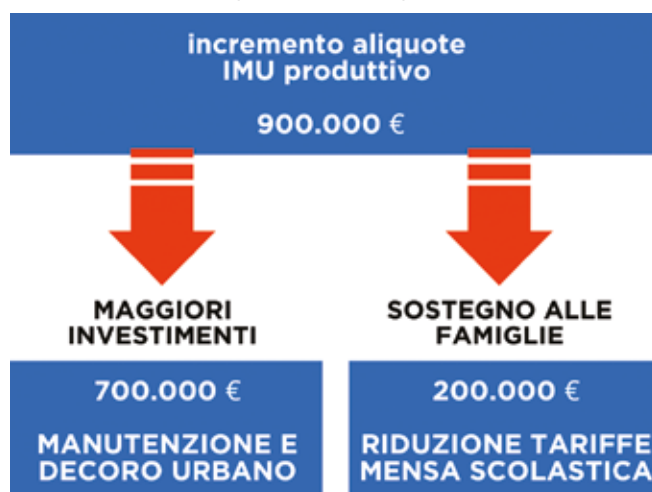 incremento aliquote
IMU produttivo
900.000 €
MAGGIORI
INVESTIMENTI
700.000 €
MANUTENZIONE E
DECORO URBANO
SOSTEGNO ALLE
FAMIGLIE
200.000 €
RIDUZIONE TARIFFE
MENSA SCOLASTICA